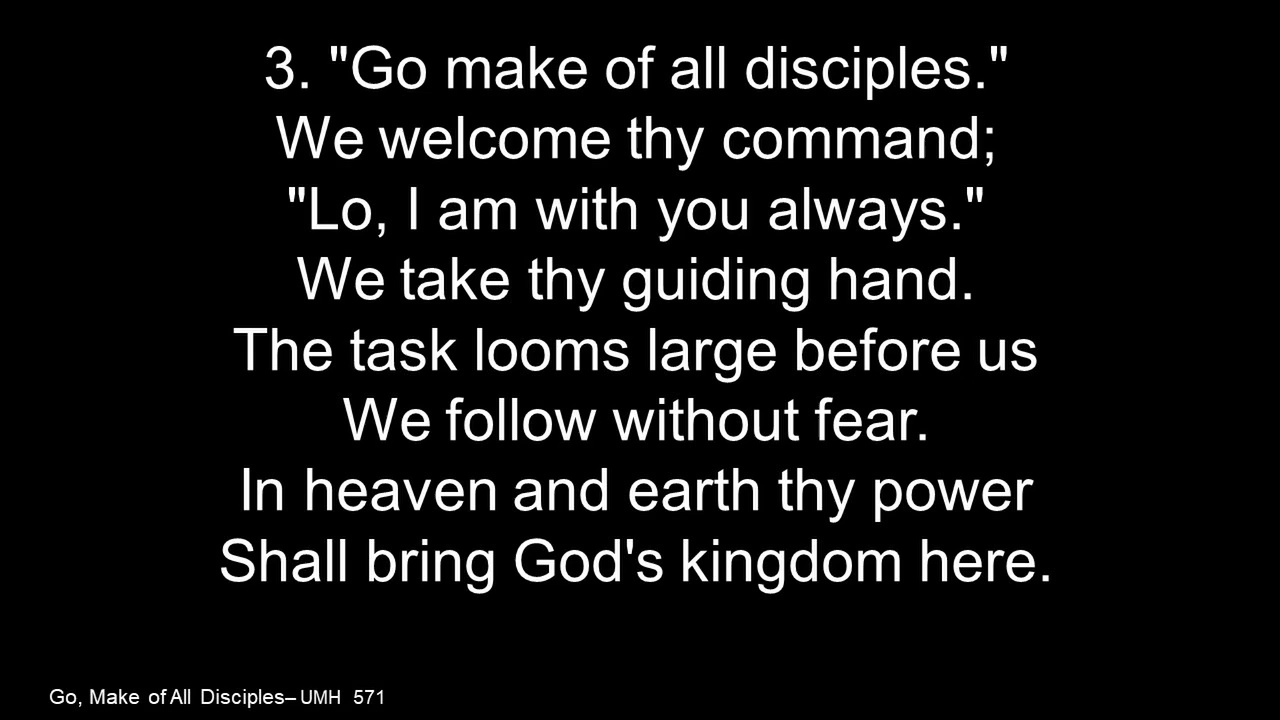 3. "Go make of all disciples."
We welcome thy command;
"Lo, I am with you always."
We take thy guiding hand.
The task looms large before us
We follow without fear.
In heaven and earth thy power
Shall bring God's kingdom here.
Go, Make of All Disciples– UMH 571